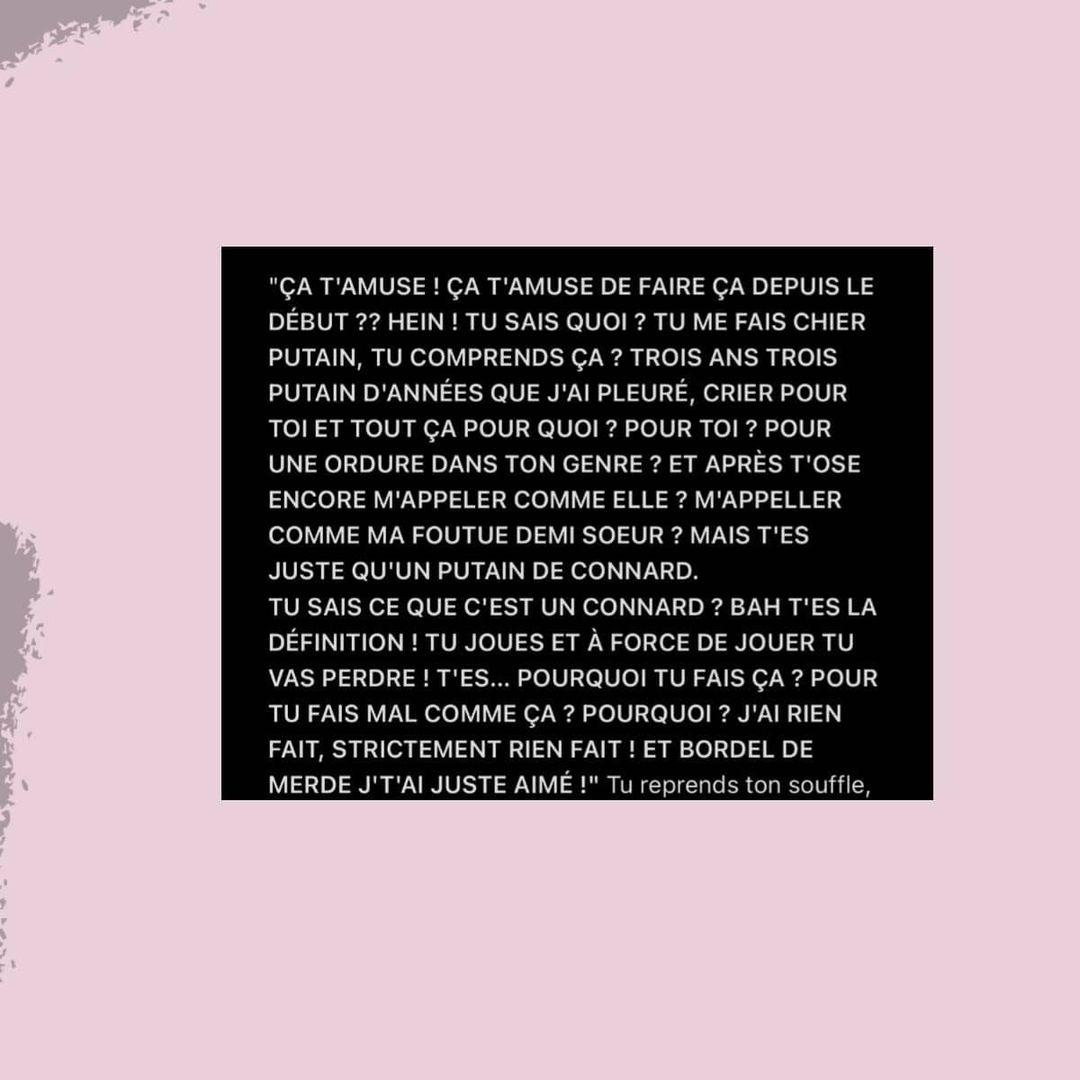 "ÇA T'AMUSE ! ÇA T'AMUSE DE FAIRE ÇA DEPUIS LE
DÉBUT ?? HEIN ! TU SAIS QUOI ? TU ME FAIS CHIER
PUTAIN, TU COMPRENDS ÇA ? TROIS ANS TROIS
PUTAIN D'ANNÉES QUE J'AI PLEURÉ, CRIER POUR
TOI ET TOUT ÇA POUR QUOI ? POUR TOI ? POUR
UNE ORDURE DANS TON GENRE ? ET APRÈS T'OSE
ENCORE M'APPELER COMME ELLE ? M'APPELLER
COMME MA FOUTUE DEMI SOEUR ? MAIS T'ES
JUSTE QU'UN PUTAIN DE CONNARD.
TU SAIS CE QUE C'EST UN CONNARD ? BAH T'ES LA
DÉFINITION ! TU JOUES ET À FORCE DE JOUER TU
VAS PERDRE ! T'ES... POURQUOI TU FAIS ÇA ? POUR
TU FAIS MAL COMME ÇA ? POURQUOI ? J'AI RIEN
FAIT, STRICTEMENT RIEN FAIT ! ET BORDEL DE
MERDE J'T'AI JUSTE AIMÉ !" Tu reprends ton souffle,